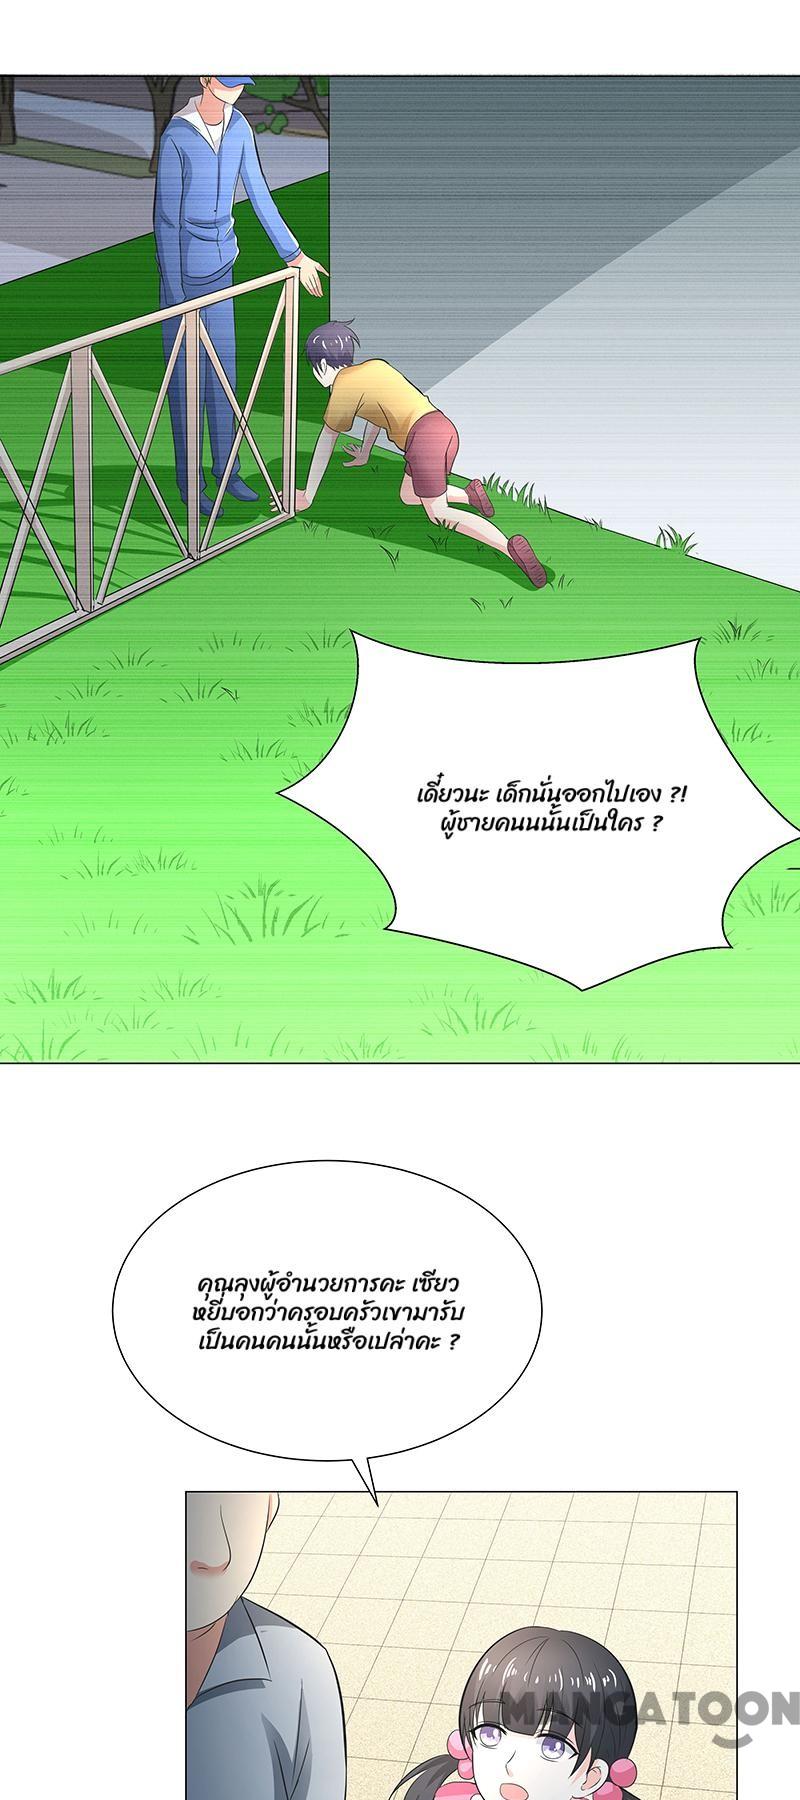 เดี๋ยวนะ เด็กนั่นออกไปเอง ?!
ผู้ชายคนนนั้นเป็นใคร ?
คุณลุงผู้อำนวยการคะ เซียว
หยี่บอกว่าครอบครัวเขามารับ
เป็นคนคนนั้นหรือเปล่าคะ ?
MANGATOON